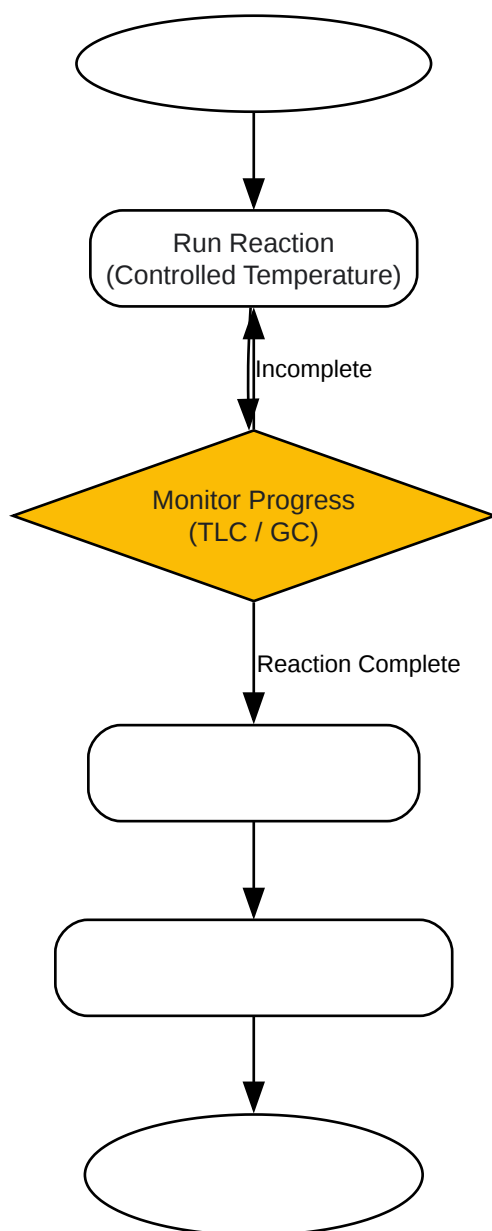 Run Reaction
(Controlled Temperature)
Incomplete
Monitor Progress
(TLC / GC)
Reaction Complete